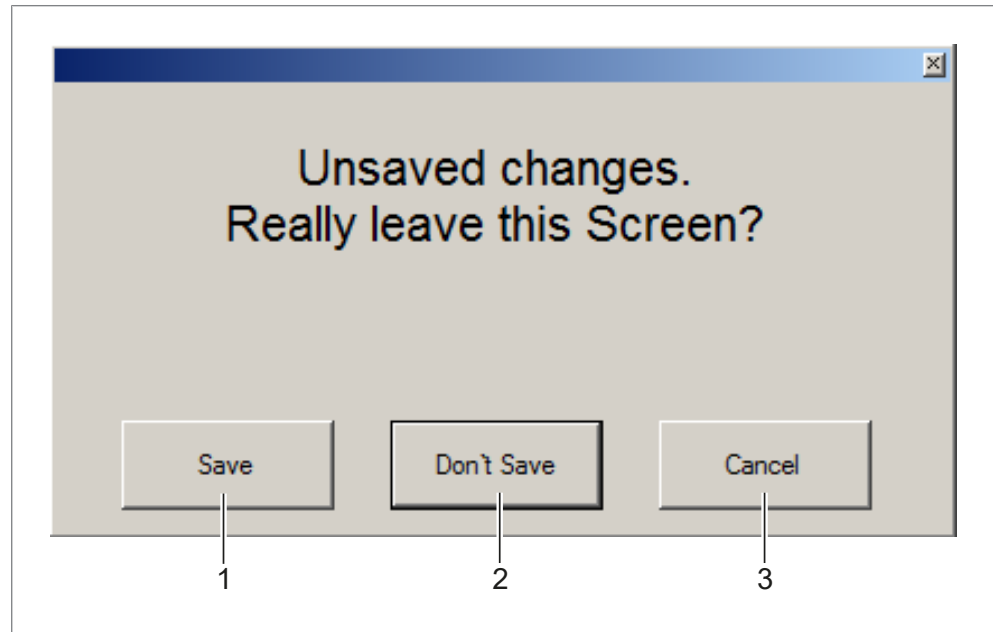 Unsaved changes.
Really leave this Screen?
Save
Don't Save
Cancel
1
2
3